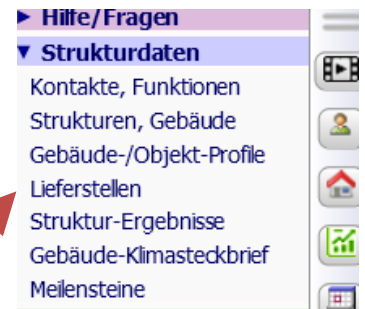 ▶ Hilfe/Fragen
▼ Strukturdaten
Kontakte, Funktionen
Strukturen, Gebäude
Gebäude-/Objekt-Profile
Lieferstellen
Struktur-Ergebnisse
Gebäude-Klimasteckbrief
Meilensteine